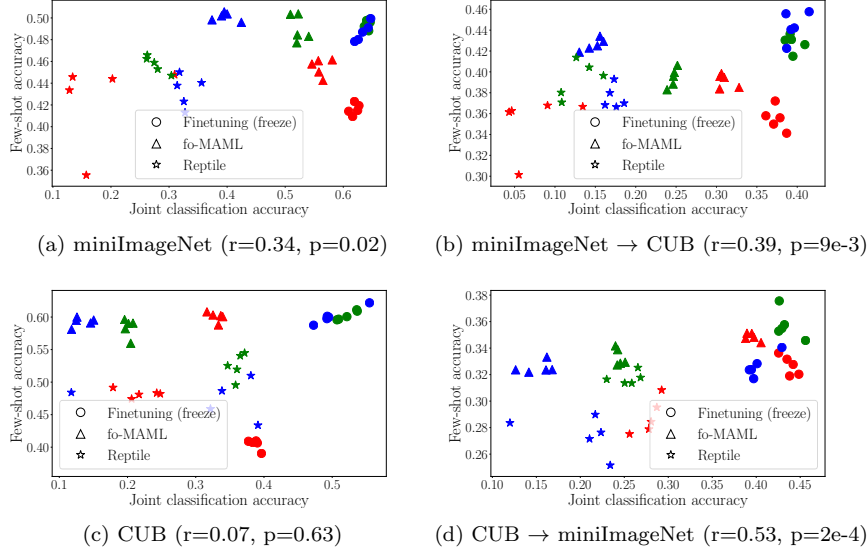 0.50
0.48
0.46
0.44
0.42
0.40
0.38
0.36
Few-shot accuracy
Finetuning (freeze)
fo-MAML
Reptile
0.1 0.2 0.3 0.4 0.5 0.6
Joint classification accuracy
(a) miniImageNet (r=0.34, p=0.02)
0.46
0.44
0.42
0.40
0.38
0.36
0.34
0.32
0.30
Few-shot accuracy
Finetuning (freeze)
fo-MAML
Reptile
0.05 0.10 0.15 0.20 0.25 0.30 0.35 0.40
Joint classification accuracy
(b) miniImageNet → CUB (r=0.39, p=9e-3)
0.60
0.55
0.50
0.45
0.40
Few-shot accuracy
Finetuning (freeze)
fo-MAML
Reptile
0.1 0.2 0.3 0.4 0.5
Joint classification accuracy
(c) CUB (r=0.07, p=0.63)
0.38
0.36
0.34
0.32
0.30
0.28
0.26
Few-shot accuracy
Finetuning (freeze)
fo-MAML
Reptile
0.10 0.15 0.20 0.25 0.30 0.35 0.40 0.45
Joint classification accuracy
(d) CUB → miniImageNet (r=0.53, p=2e-4)